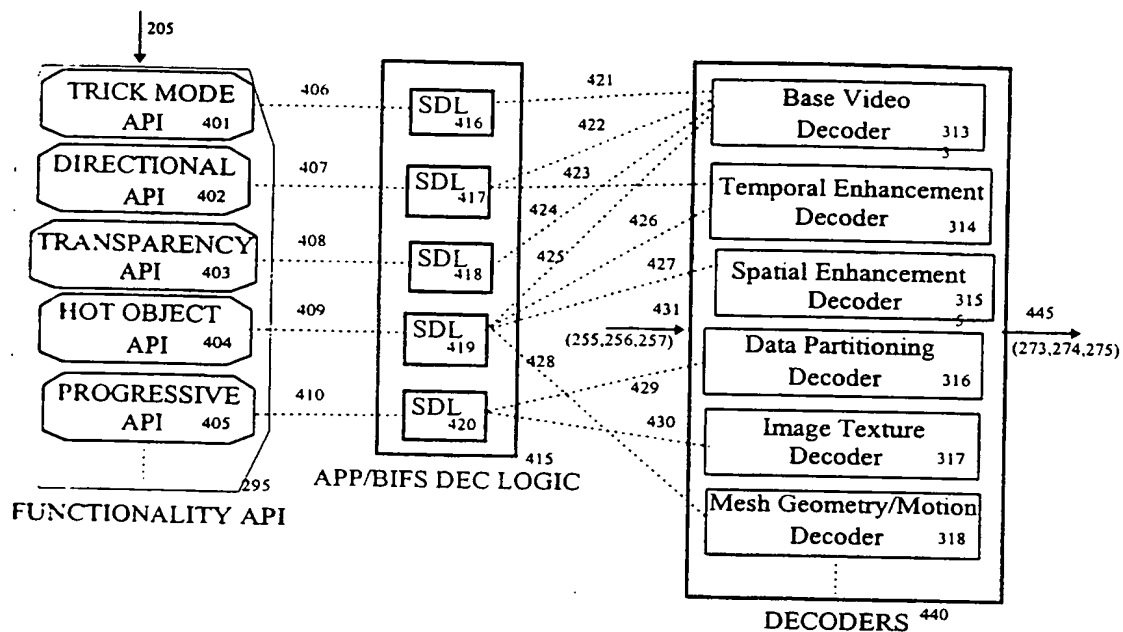 205
TRICK MODE
API 401
DIRECTIONAL
API 402
TRANSPARENCY
API 403
HOT OBJECT
API 404
PROGRESSIVE
API 405
295
FUNCTIONALITY API
406
407
408
409
410
SDL 416
SDL 417
SDL 418
SDL 419
SDL 420
415
APP/BIFS DEC LOGIC
421
422
423
424
425
426
427
431
(255,256,257)
428
429
430
Base Video
Decoder 313
3
Temporal Enhancement
Decoder 314
Spatial Enhancement
Decoder 315
5
Data Partitioning
Decoder 316
Image Texture
Decoder 317
Mesh Geometry/Motion
Decoder 318
DECODERS 440
445
(273,274,275)